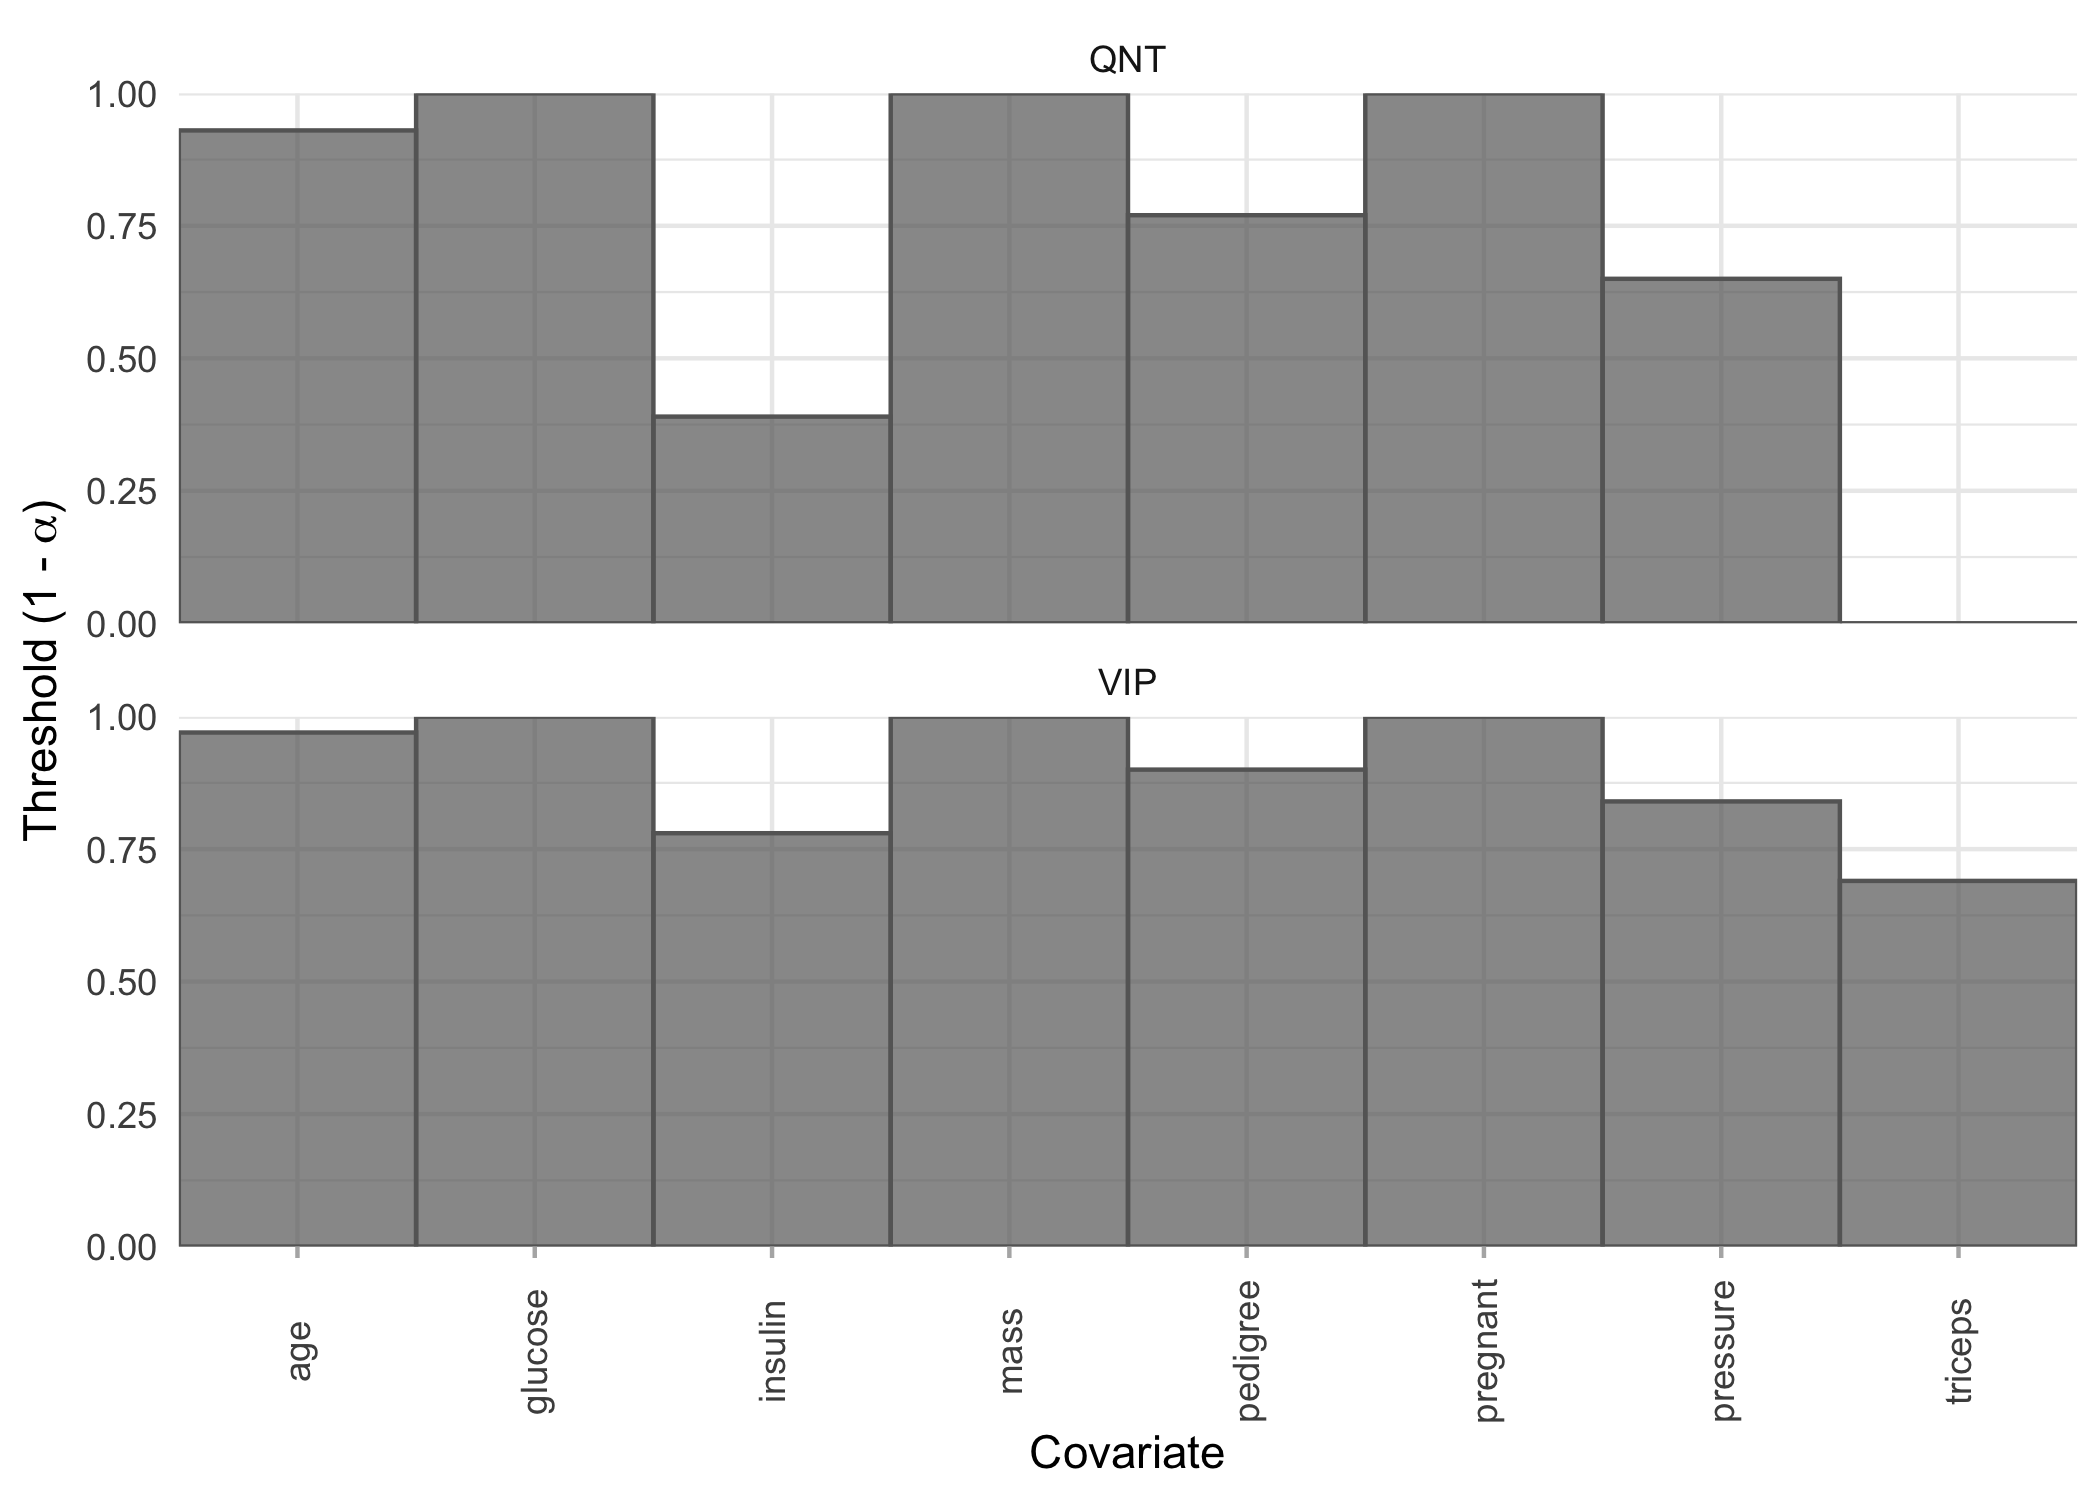 QNT
1.00
0.75
0.50
0.25
0.00
VIP
1.00
0.75
0.50
0.25
0.00
Threshold (1 - α)
age
glucose
insulin
mass
pedigree
pregnant
pressure
triceps
Covariate